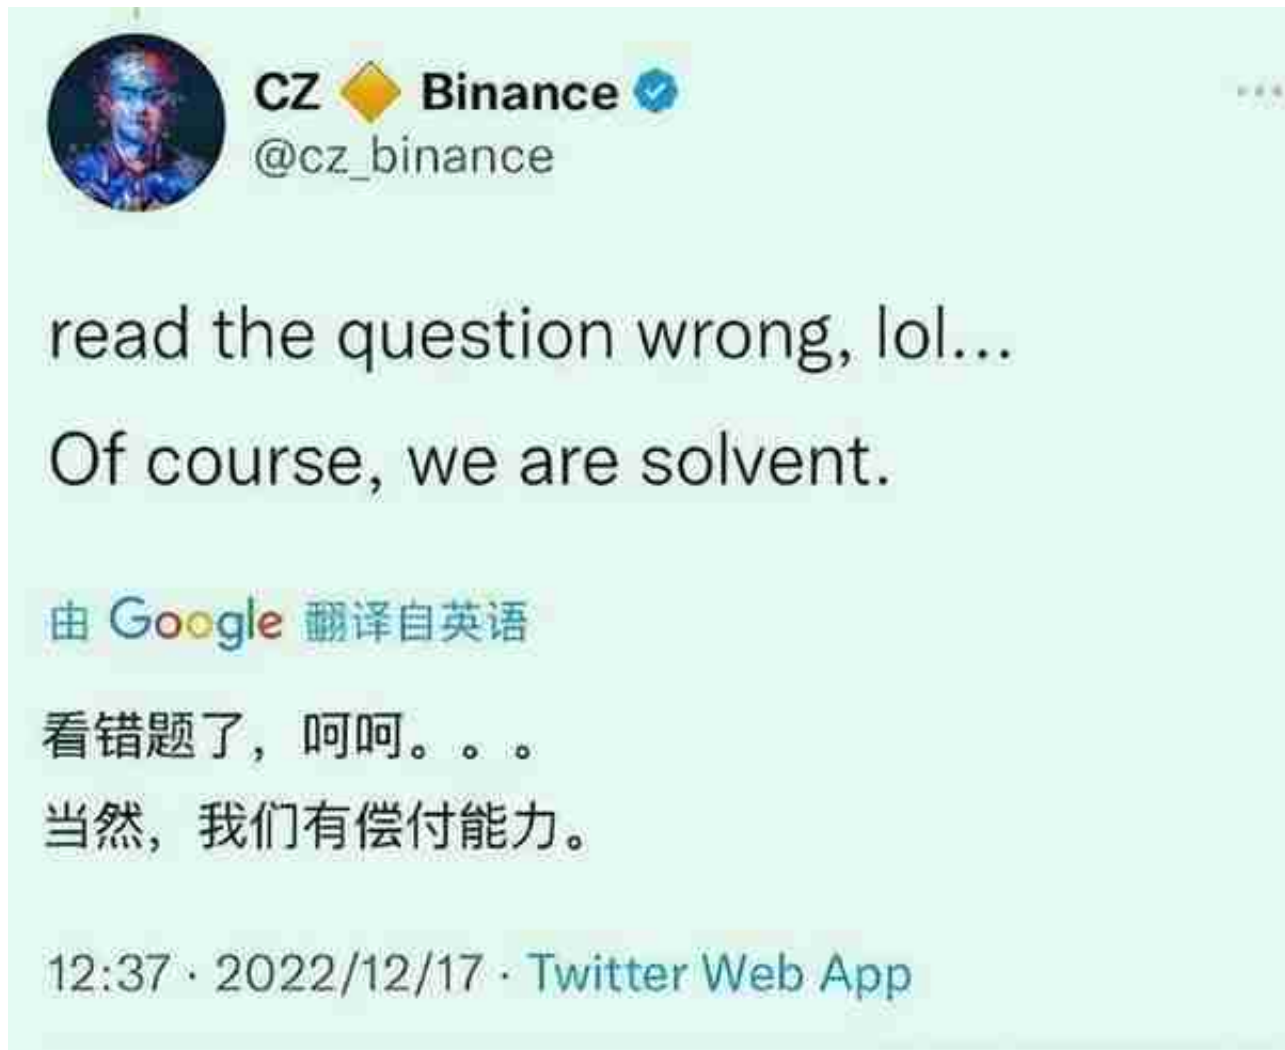 CZ 🔶 Binance
@cz_binance
read the question wrong, lol...
Of course, we are solvent.
由 Google 翻译自英语
看错题了，呵呵。。。
当然，我们有偿付能力。
12:37 · 2022/12/17 · Twitter Web App